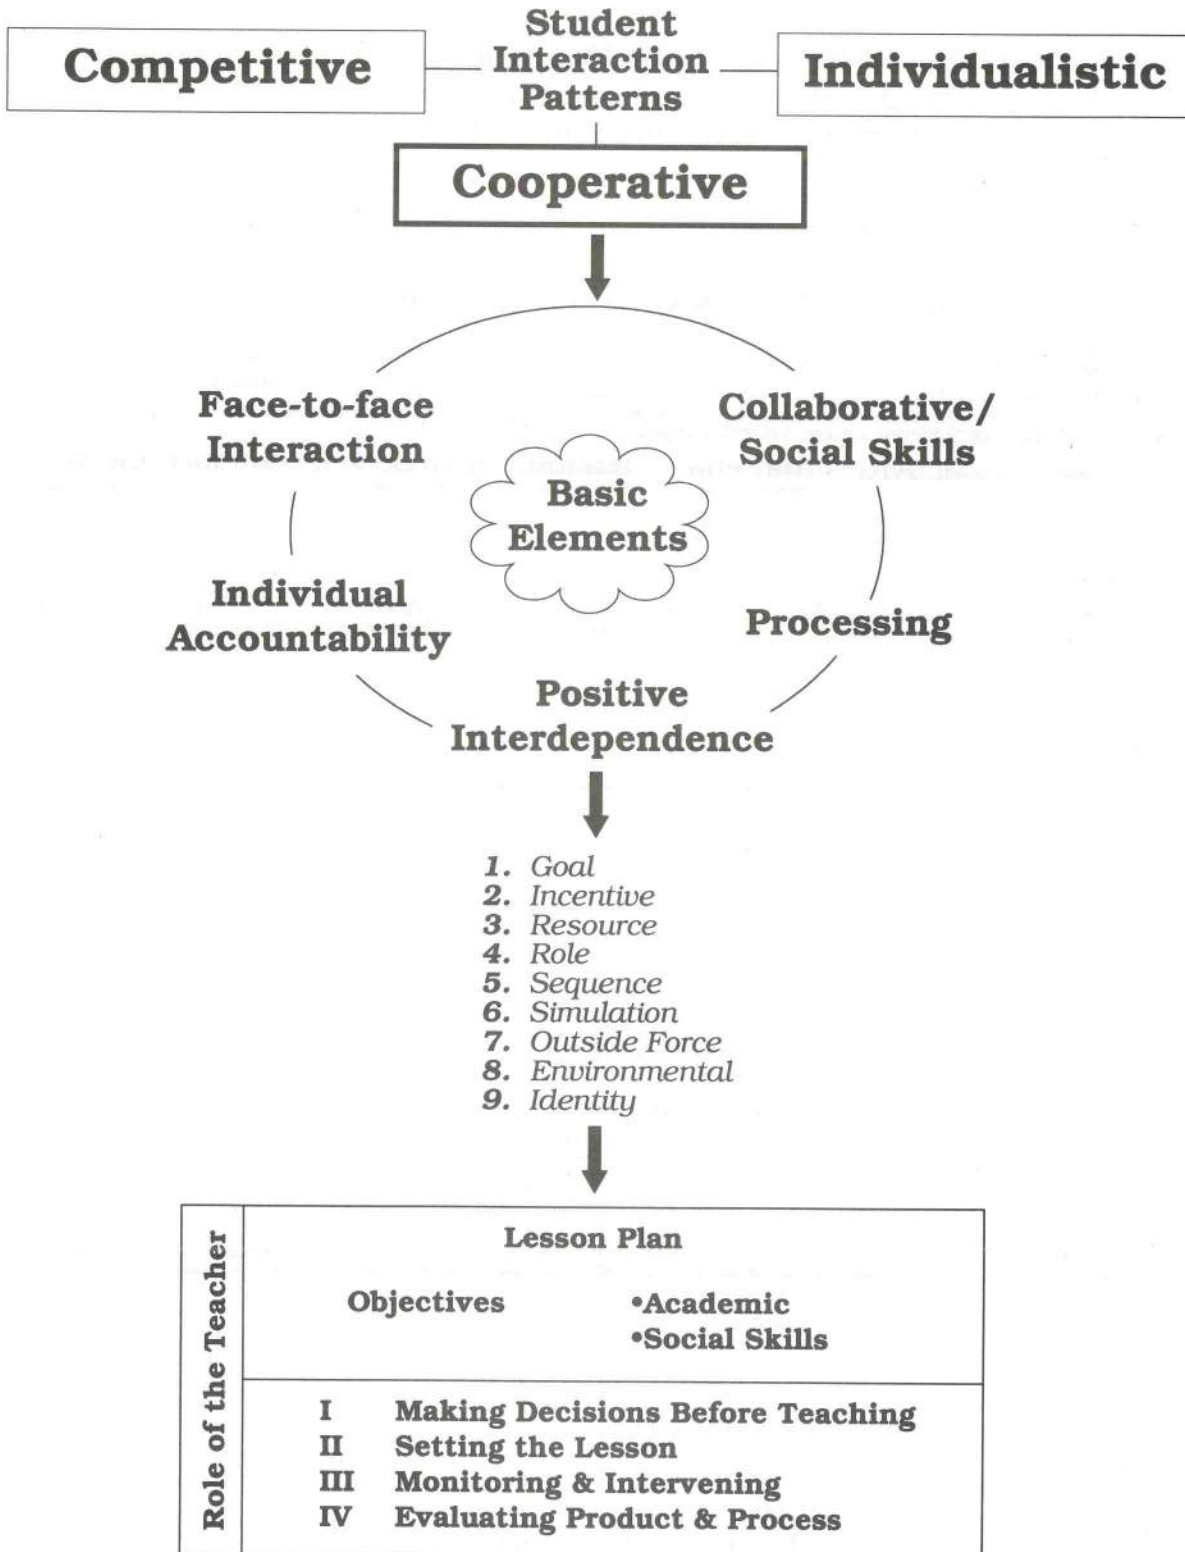 Student
Interaction
Patterns
Competitive
Individualistic
Cooperative
Face-to-face
Interaction
Collaborative/
Social Skills
Basic
Elements
Individual
Accountability
Processing
Positive
Interdependence
1. Goal
2. Incentive
3. Resource
4. Role
5. Sequence
6. Simulation
7. Outside Force
8. Environmental
9. Identity
Role of the Teacher
Lesson Plan
Objectives •Academic
•Social Skills
I Making Decisions Before Teaching
II Setting the Lesson
III Monitoring & Intervening
IV Evaluating Product & Process